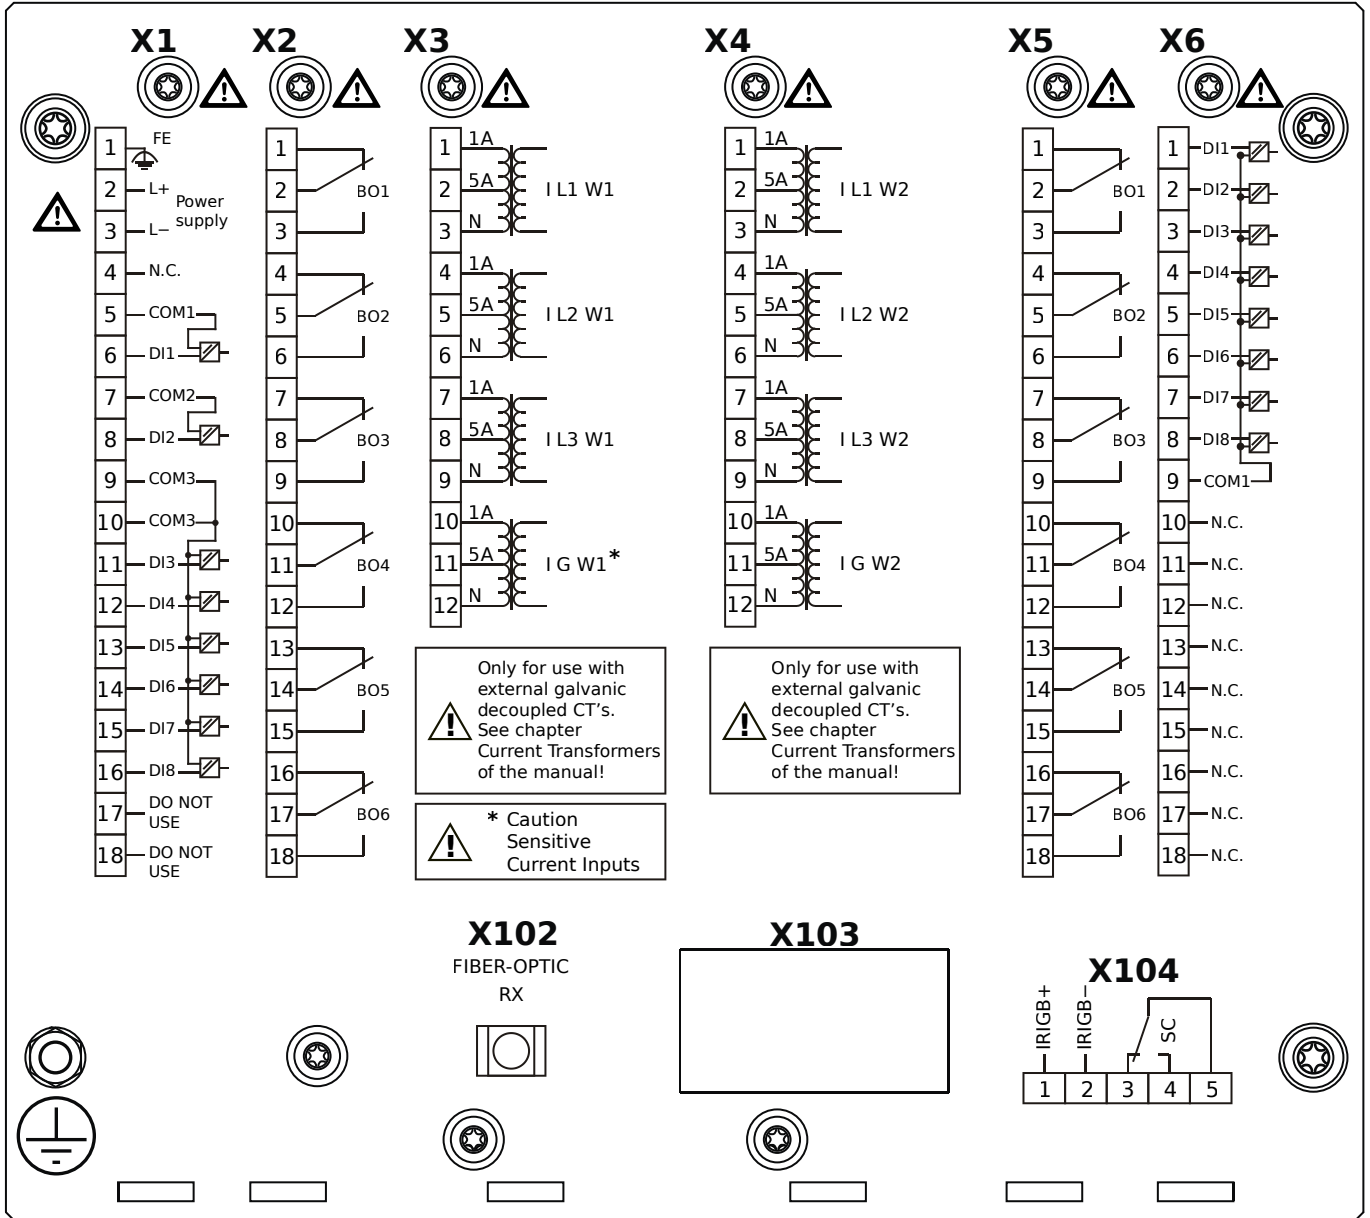 X1 X2 X3 X4 X5 X6
1 FE
2 L+
Power
supply
3 L−
4 N.C.
5 COM1
6 DI1
7 COM2
8 DI2
9 COM3
10 COM3
11 DI3
12 DI4
13 DI5
14 DI6
15 DI7
16 DI8
17 DO NOT
USE
18 DO NOT
USE
1
2 BO1
3
4
5 BO2
6
7
8 BO3
9
10
11 BO4
12
13
14 BO5
15
16
17 BO6
18
1 1A
2 5A I L1 W1
3 N
4 1A
5 5A I L2 W1
6 N
7 1A
8 5A I L3 W1
9 N
10 1A
11 5A I G W1*
12 N
Only for use with
external galvanic
decoupled CT's.
See chapter
Current Transformers
of the manual!
* Caution
Sensitive
Current Inputs
1 1A
2 5A I L1 W2
3 N
4 1A
5 5A I L2 W2
6 N
7 1A
8 5A I L3 W2
9 N
10 1A
11 5A I G W2
12 N
Only for use with
external galvanic
decoupled CT's.
See chapter
Current Transformers
of the manual!
1
2 BO1
3
4
5 BO2
6
7
8 BO3
9
10
11 BO4
12
13
14 BO5
15
16
17 BO6
18
1 DI1
2 DI2
3 DI3
4 DI4
5 DI5
6 DI6
7 DI7
8 DI8
9 COM1
10 N.C.
11 N.C.
12 N.C.
13 N.C.
14 N.C.
15 N.C.
16 N.C.
17 N.C.
18 N.C.
X102
FIBER-OPTIC
RX
X103
X104
IRIGB+
IRIGB−
SC
1 2 3 4 5